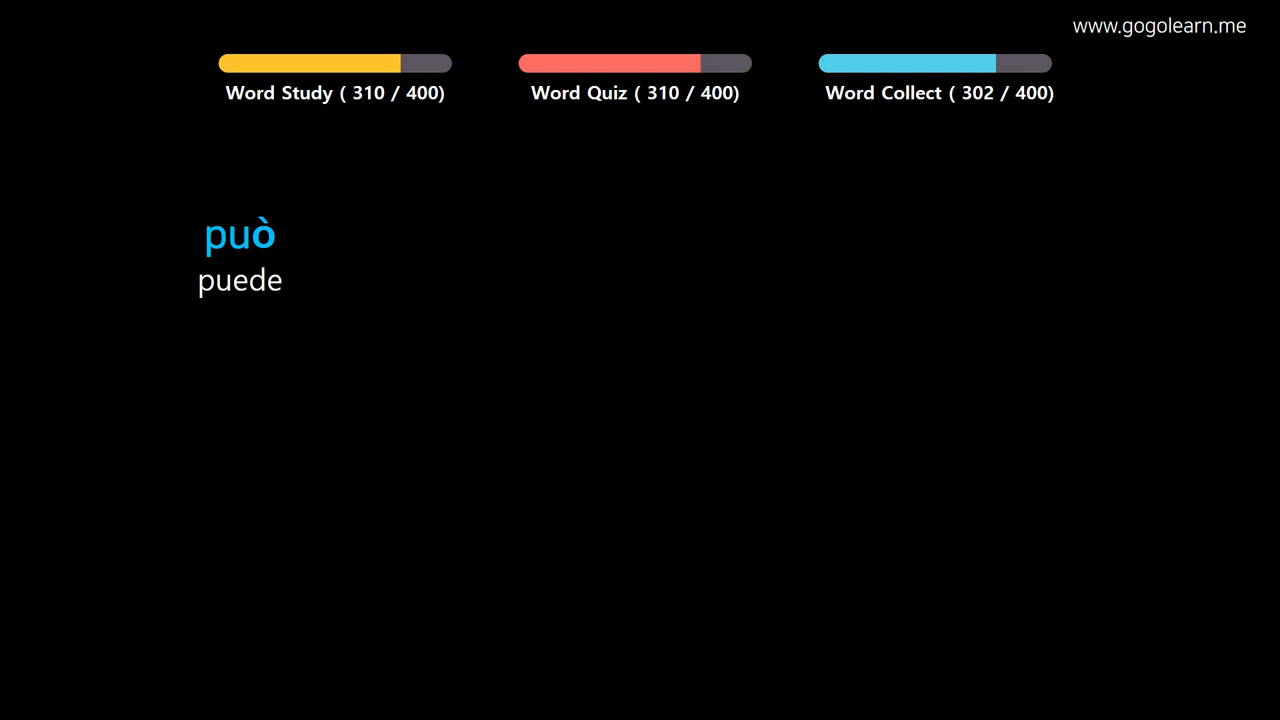 www.gogolearn.me
Word Study ( 310 / 400)
Word Quiz ( 310 / 400)
Word Collect ( 302 / 400)
può
puede